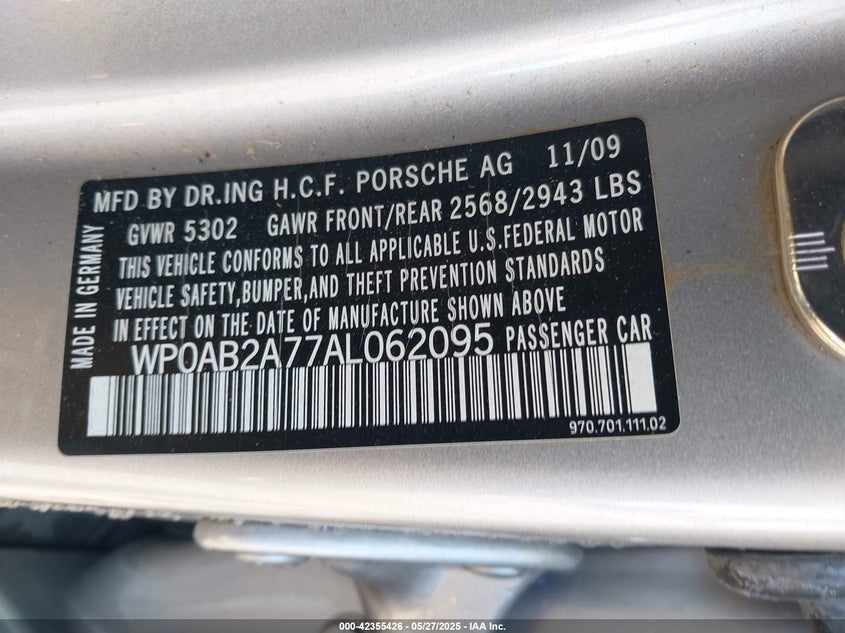 MFD BY DR.ING H.C.F. PORSCHE AG 11/09
GVWR 5302 GAWR FRONT/REAR 2568/2943 LBS
THIS VEHICLE CONFORMS TO ALL APPLICABLE U.S.FEDERAL MOTOR
VEHICLE SAFETY,BUMPER,AND THEFT PREVENTION STANDARDS
IN EFFECT ON THE DATE OF MANUFACTURE SHOWN ABOVE
WP0AB2A77AL062095 PASSENGER CAR
MADE IN GERMANY
970.701.111.02
000-42355426 - 05/27/2025 - IAA Inc.